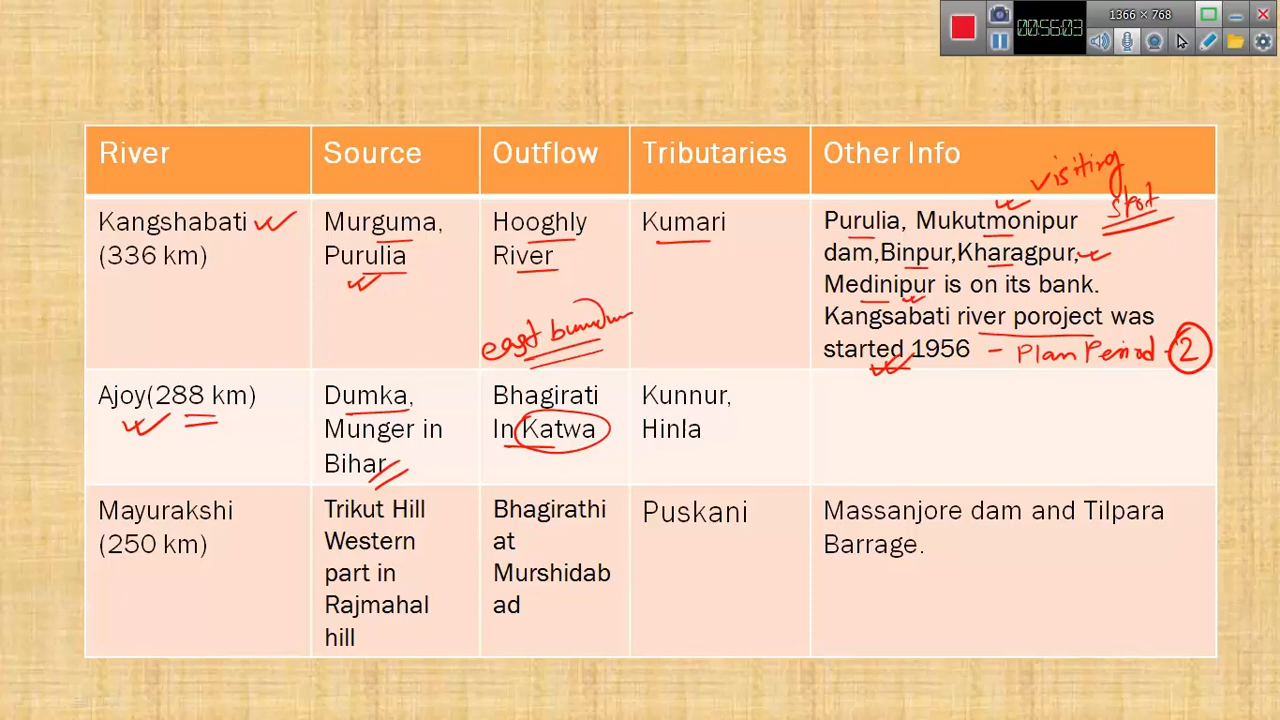 00:56:03
1366 × 768
River Source Outflow Tributaries Other Info
visiting
spot
Kangshabati
(336 km)
Murguma,
Purulia
Hooghly
River
east
Kumari
Purulia, Mukutmonipur
dam,Binpur,Kharagpur,
Medinipur is on its bank.
Kangsabati river poroject was
started 1956 - Plan Period - 2
Ajoy(288 km)
Dumka,
Munger in
Bihar
Bhagirati
In Katwa
Kunnur,
Hinla
Mayurakshi
(250 km)
Trikut Hill
Western
part in
Rajmahal
hill
Bhagirathi
at
Murshidab
ad
Puskani
Massanjore dam and Tilpara
Barrage.